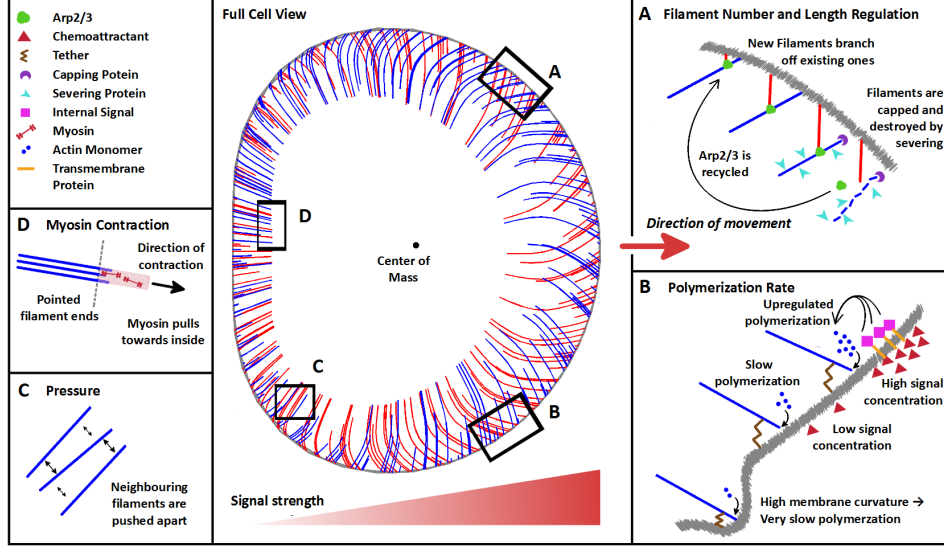 Arp2/3
Chemoattractant
Tether
Capping Potein
Severing Protein
Internal Signal
Myosin
Actin Monomer
Transmembrane
Protein
D Myosin Contraction
Direction of
contraction
Pointed
filament ends
Myosin pulls
towards inside
C Pressure
Neighbouring
filaments are
pushed apart
Full Cell View
A
D
Center of
Mass
C
B
Signal strength
A Filament Number and Length Regulation
New Filaments branch
off existing ones
Filaments are
capped and
destroyed by
severing
Arp2/3 is
recycled
Direction of movement
B Polymerization Rate
Upregulated
polymerization
Slow
polymerization
High signal
concentration
Low signal
concentration
High membrane curvature →
Very slow polymerzation